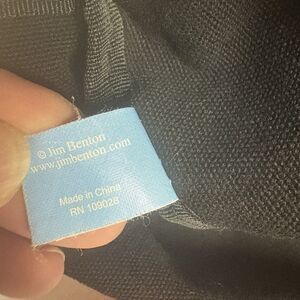 © Jim Benton
www.jimbenton.com
Made in China
RN 109028